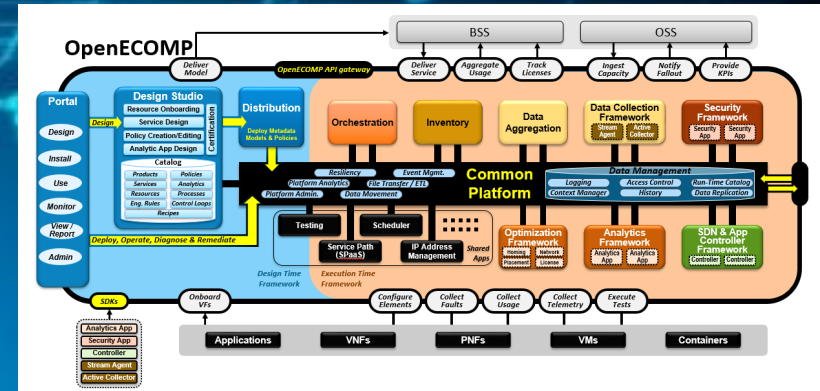 OpenECOMP
BSS
OSS
Deliver
Model
OpenECOMP API gateway
Deliver
Service
Aggregate
Usage
Track
Licenses
Ingest
Capacity
Notify
Fallout
Provide
KPIs
Portal
Design
Install
Use
Monitor
View /
Report
Admin
Design
Design Studio
Resource Onboarding
Service Design
Policy Creation/Editing
Analytic App Design
Certification
Catalog
Products
Policies
Services
Analytics
Resources
Processes
Eng. Rules
Control Loops
Recipes
Distribution
Deploy Metadata
Models & Policies
Orchestration
Inventory
Data
Aggregation
Data Collection
Framework
Stream
Agent
Active
Collector
Security
Framework
Security
App
Security
App
Resiliency
Event Mgmt.
Platform Analytics
File Transfer / ETL
Platform Admin.
Data Movement
Common
Platform
Data Management
Logging
Access Control
Run-Time Catalog
Context Manager
History
Data Replication
Deploy, Operate, Diagnose & Remediate
Testing
Scheduler
Service Path
(SPaaS)
IP Address
Management
Shared
Apps
Design Time
Framework
Execution Time
Framework
Optimization
Framework
Homing
Network
Placement
License
Analytics
Framework
Analytics
App
Analytics
App
SDN & App
Controller
Framework
Controller
Controller
SDKs
Onboard
VFs
Configure
Elements
Collect
Faults
Collect
Usage
Collect
Telemetry
Execute
Tests
Analytics App
Security App
Controller
Stream Agent
Active Collector
Applications
VNFs
PNFs
VMs
Containers